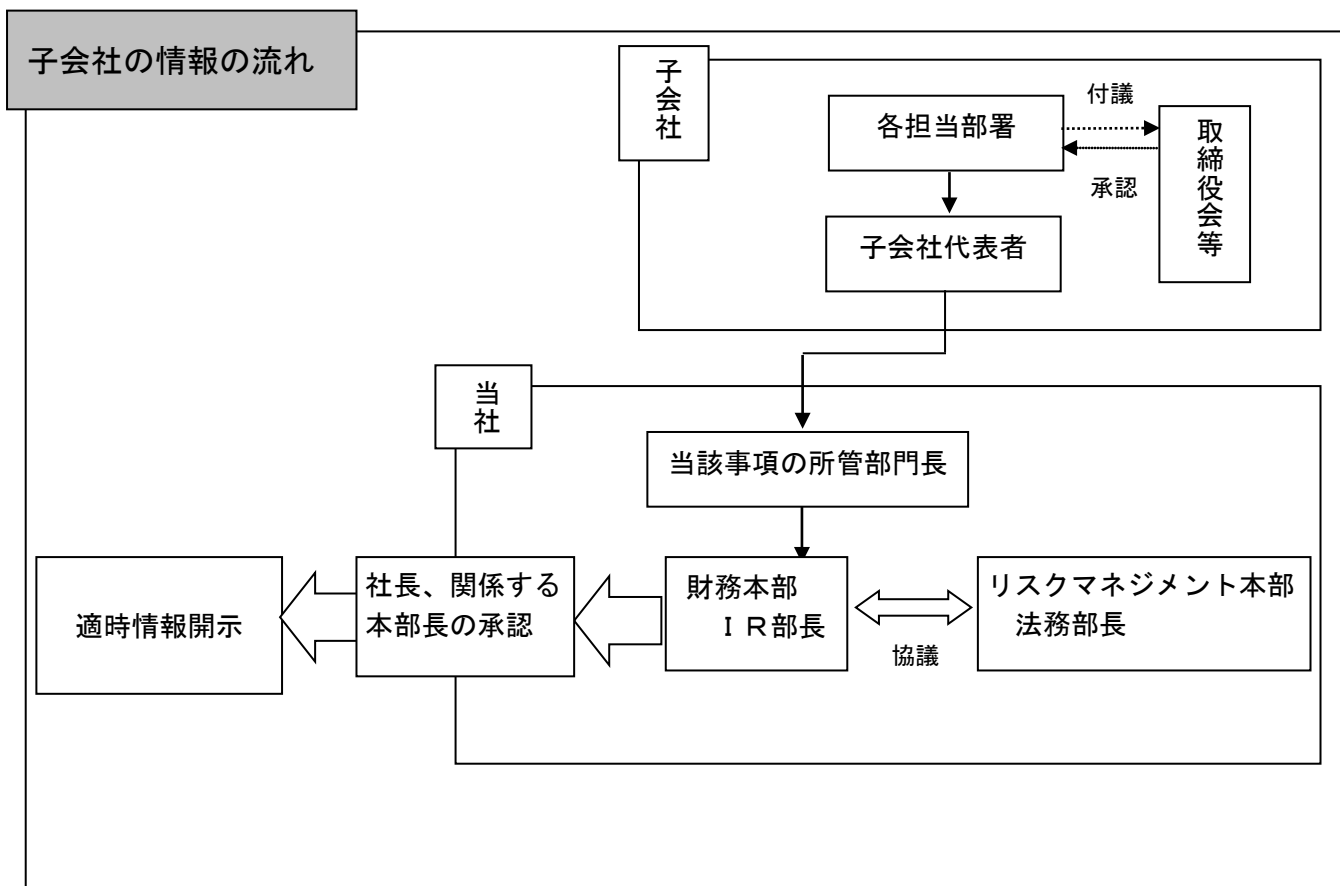 子会社の情報の流れ
子会社
各担当部署
付議
承認
取締役会等
子会社代表者
当社
当該事項の所管部門長
適時情報開示
社長、関係する
本部長の承認
財務本部
ＩＲ部長
協議
リスクマネジメント本部
法務部長